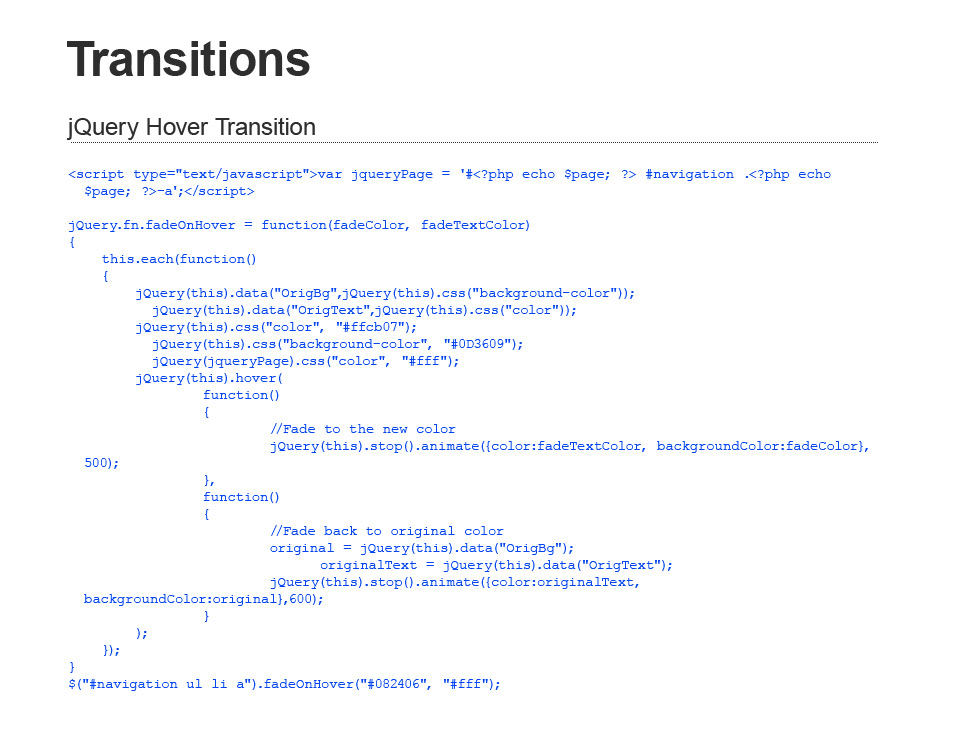 Transitions
jQuery Hover Transition
<script type="text/javascript">var jqueryPage = '#<?php echo $page; ?> #navigation .<?php echo
$page; ?>-a';</script>
jQuery.fn.fadeOnHover = function(fadeColor, fadeTextColor)
{
this.each(function()
{
jQuery(this).data("OrigBg",jQuery(this).css("background-color"));
jQuery(this).data("OrigText",jQuery(this).css("color"));
jQuery(this).css("color", "#ffcb07");
jQuery(this).css("background-color", "#0D3609");
jQuery(jqueryPage).css("color", "#fff");
jQuery(this).hover(
function()
{
//Fade to the new color
jQuery(this).stop().animate({color:fadeTextColor, backgroundColor:fadeColor},
500);
},
function()
{
//Fade back to original color
original = jQuery(this).data("OrigBg");
originalText = jQuery(this).data("OrigText");
jQuery(this).stop().animate({color:originalText,
backgroundColor:original},600);
}
);
});
}
$("#navigation ul li a").fadeOnHover("#082406", "#fff");